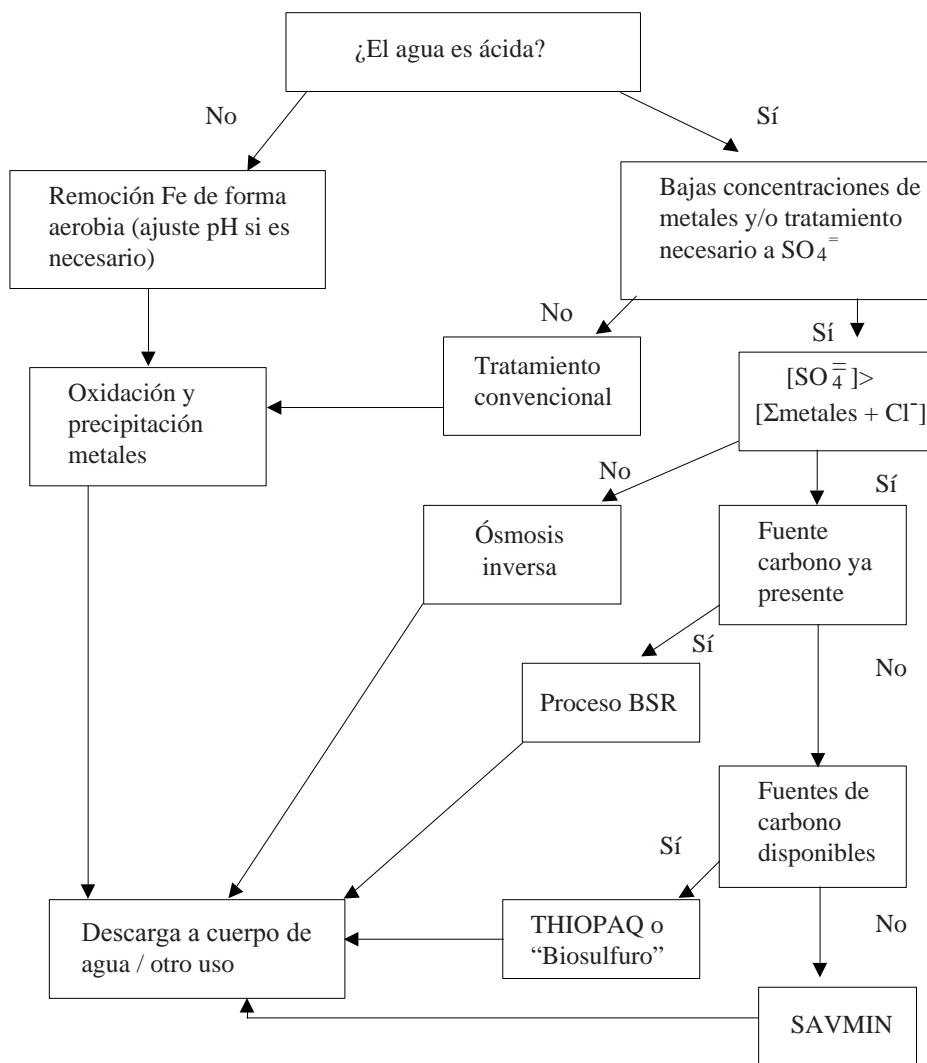 ¿El agua es ácida?
No
Sí
Remoción Fe de forma
aerobia (ajuste pH si es
necesario)
Bajas concentraciones de
metales y/o tratamiento
necesario a SO₄⁼
No
Sí
Tratamiento
convencional
[SO₄⁼]>
[Σmetales + Cl⁻]
Oxidación y
precipitación
metales
No
Sí
Ósmosis
inversa
Fuente
carbono ya
presente
Sí
No
Proceso BSR
Fuentes de
carbono
disponibles
Sí
No
Descarga a cuerpo de
agua / otro uso
THIOPAQ o
“Biosulfuro”
SAVMIN